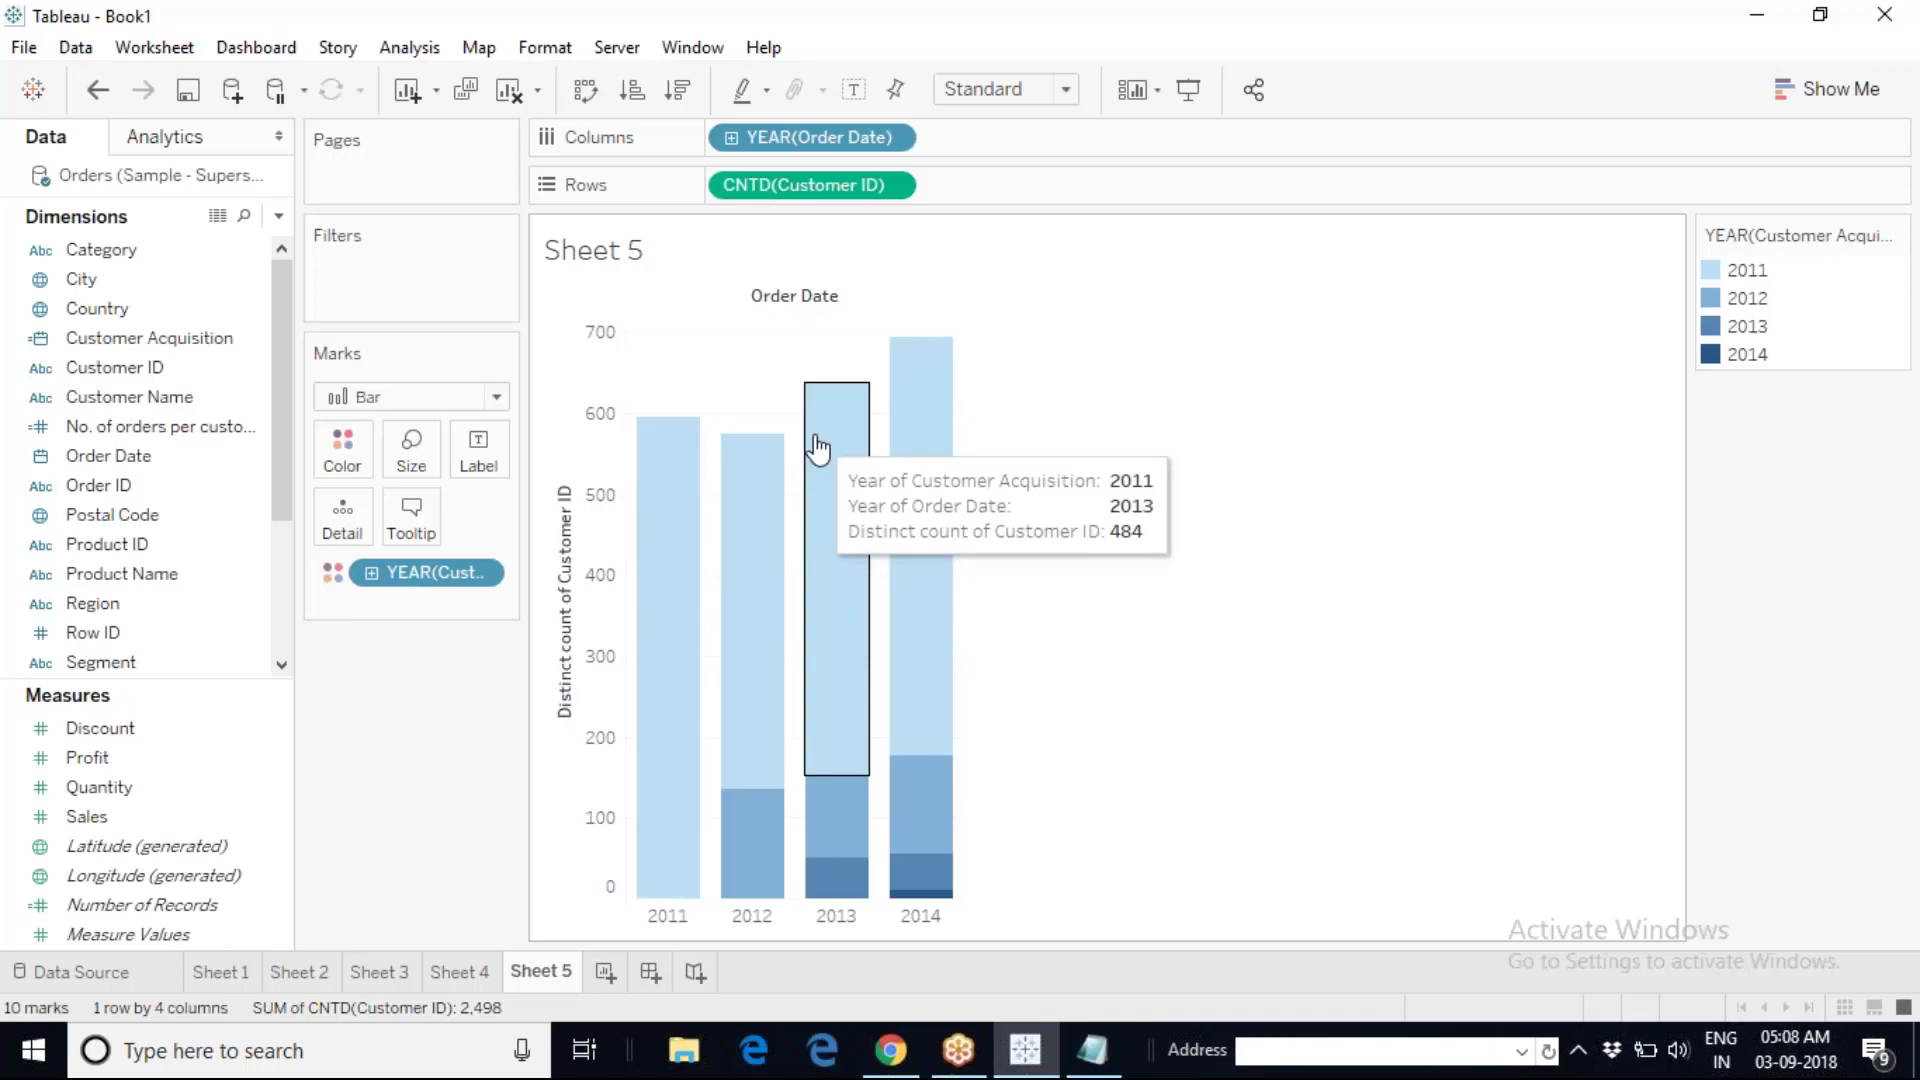 Tableau - Book1
File Data Worksheet Dashboard Story Analysis Map Format Server Window Help
Standard
Show Me
Data Analytics
Orders (Sample - Supers...
Dimensions
Abc Category
City
Country
Customer Acquisition
Abc Customer ID
Abc Customer Name
=# No. of orders per custo...
Order Date
Abc Order ID
Postal Code
Abc Product ID
Abc Product Name
Abc Region
# Row ID
Abc Segment
Measures
# Discount
# Profit
# Quantity
# Sales
Latitude (generated)
Longitude (generated)
=# Number of Records
# Measure Values
Pages
Filters
Marks
Bar
Color Size Label
Detail Tooltip
YEAR(Cust..
Columns YEAR(Order Date)
Rows CNTD(Customer ID)
Sheet 5
Order Date
Distinct count of Customer ID
700
600
500
400
300
200
100
0
2011 2012 2013 2014
Year of Customer Acquisition: 2011
Year of Order Date: 2013
Distinct count of Customer ID: 484
YEAR(Customer Acqui...
2011
2012
2013
2014
Activate Windows
Go to Settings to activate Windows.
Data Source Sheet 1 Sheet 2 Sheet 3 Sheet 4 Sheet 5
10 marks 1 row by 4 columns SUM of CNTD(Customer ID): 2,498
Type here to search
Address
ENG
IN
05:08 AM
03-09-2018
9